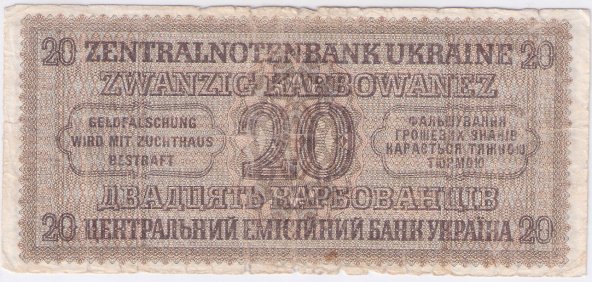 20 ZENTRALNOTENBANK UKRAINE 20
ZWANZIG KARBOWANEZ
GELDFÄLSCHUNG
WIRD MIT ZUCHTHAUS
BESTRAFT
20
ФАЛЬШУВАННЯ
ГРОШЕВИХ ЗНАКІВ
КАРАЄТЬСЯ ТЯЖКОЮ
ТЮРМОЮ
ДВАДЦЯТЬ КАРБОВАНЦІВ
20 ЦЕНТРАЛЬНИЙ ЕМІСІЙНИЙ БАНК УКРАЇНА 20